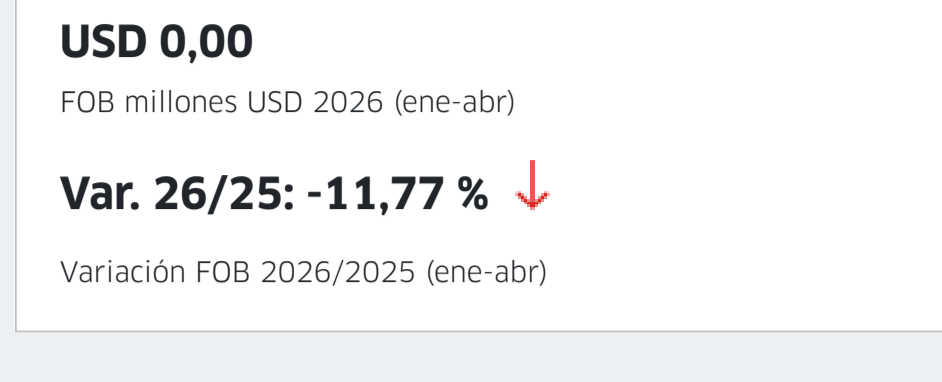 USD 0,00
FOB millones USD 2026 (ene-abr)
Var. 26/25: -11,77 %
Variación FOB 2026/2025 (ene-abr)